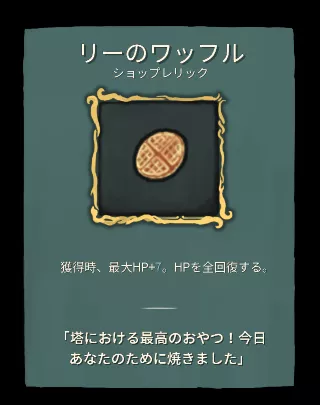 リーのワッフル
ショップレリック
獲得時、最大HP+7。HPを全回復する。
「塔における最高のおやつ！今日
あなたのために焼きました」